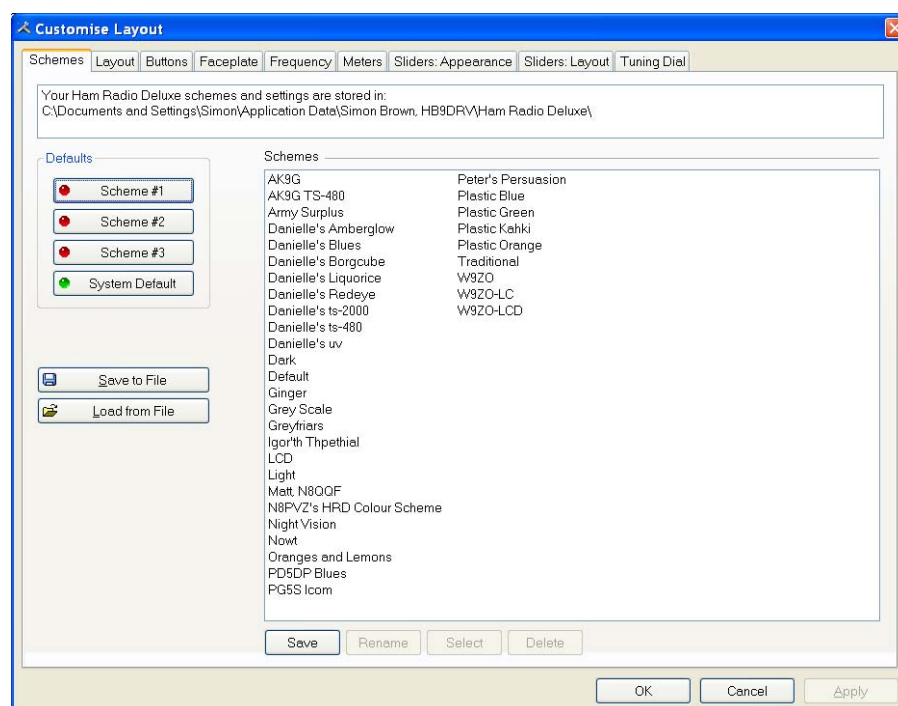 Customise Layout
Schemes Layout Buttons Faceplate Frequency Meters Sliders: Appearance Sliders: Layout Tuning Dial
Your Ham Radio Deluxe schemes and settings are stored in:
C:\Documents and Settings\Simon\Application Data\Simon Brown, HB9DRV\Ham Radio Deluxe\
Defaults
Scheme #1
Scheme #2
Scheme #3
System Default
Save to File
Load from File
Schemes
AK9G
AK9G TS-480
Army Surplus
Danielle's Amberglow
Danielle's Blues
Danielle's Borgcube
Danielle's Liquorice
Danielle's Redeye
Danielle's ts-2000
Danielle's ts-480
Danielle's uv
Dark
Default
Ginger
Grey Scale
Greyfriars
Igor'th Thpethial
LCD
Light
Matt, N8QQF
N8PVZ's HRD Colour Scheme
Night Vision
Nowt
Oranges and Lemons
PD5DP Blues
PG5S Icom
Peter's Persuasion
Plastic Blue
Plastic Green
Plastic Kahki
Plastic Orange
Traditional
W9ZO
W9ZO-LC
W9ZO-LCD
Save Rename Select Delete
OK Cancel Apply